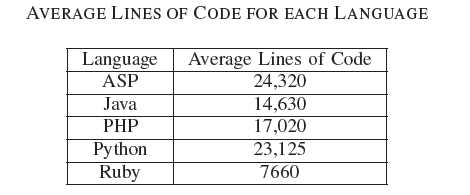 AVERAGE LINES OF CODE FOR EACH LANGUAGE
Language Average Lines of Code
ASP 24,320
Java 14,630
PHP 17,020
Python 23,125
Ruby 7660